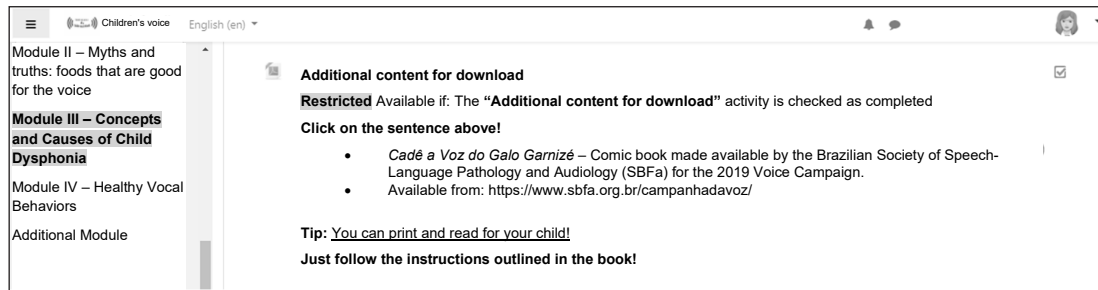 Children's voice
English (en)
Module II – Myths and
truths: foods that are good
for the voice
Module III – Concepts
and Causes of Child
Dysphonia
Module IV – Healthy Vocal
Behaviors
Additional Module
Additional content for download
Restricted Available if: The “Additional content for download” activity is checked as completed
Click on the sentence above!
• Cadê a Voz do Galo Garnizé – Comic book made available by the Brazilian Society of Speech-
Language Pathology and Audiology (SBFa) for the 2019 Voice Campaign.
• Available from: https://www.sbfa.org.br/campanhadavoz/
Tip: You can print and read for your child!
Just follow the instructions outlined in the book!